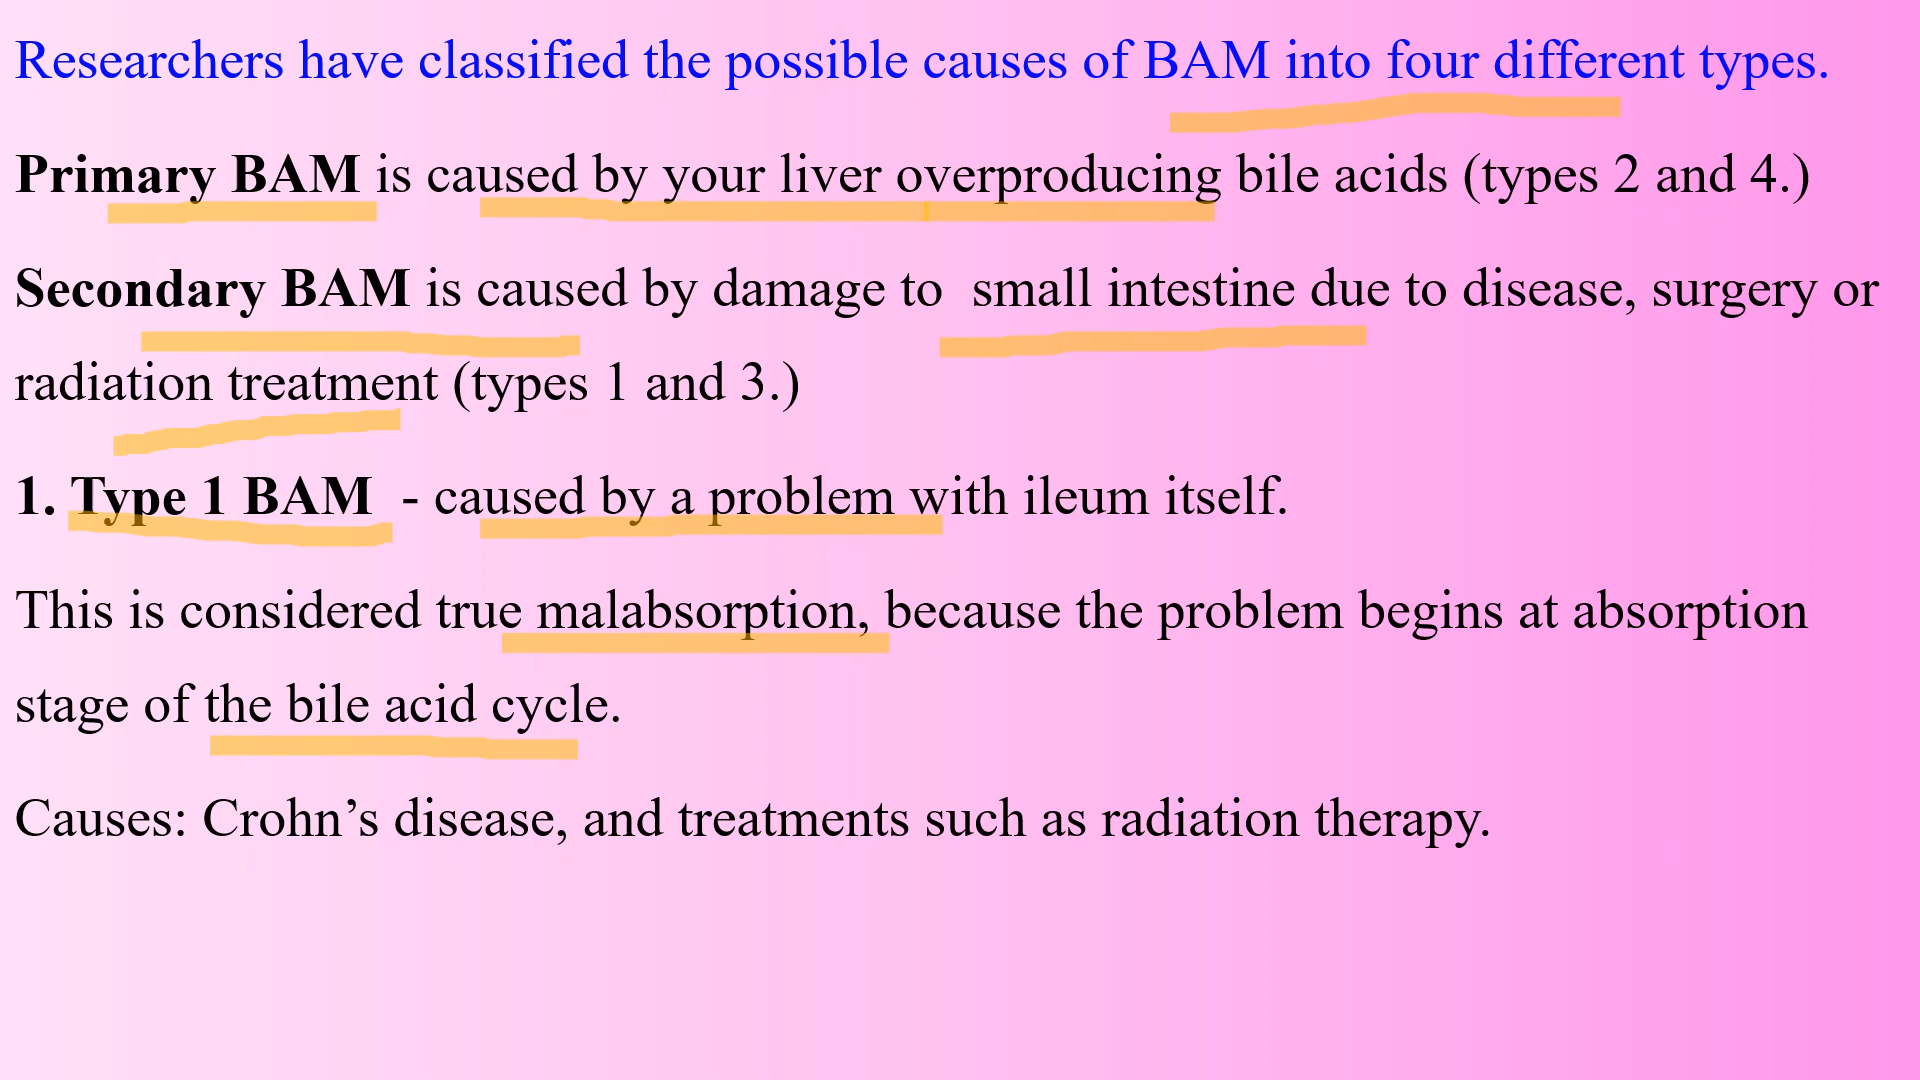 Researchers have classified the possible causes of BAM into four different types.
Primary BAM is caused by your liver overproducing bile acids (types 2 and 4.)
Secondary BAM is caused by damage to  small intestine due to disease, surgery or
radiation treatment (types 1 and 3.)
1. Type 1 BAM  - caused by a problem with ileum itself.
This is considered true malabsorption, because the problem begins at absorption
stage of the bile acid cycle.
Causes: Crohn’s disease, and treatments such as radiation therapy.